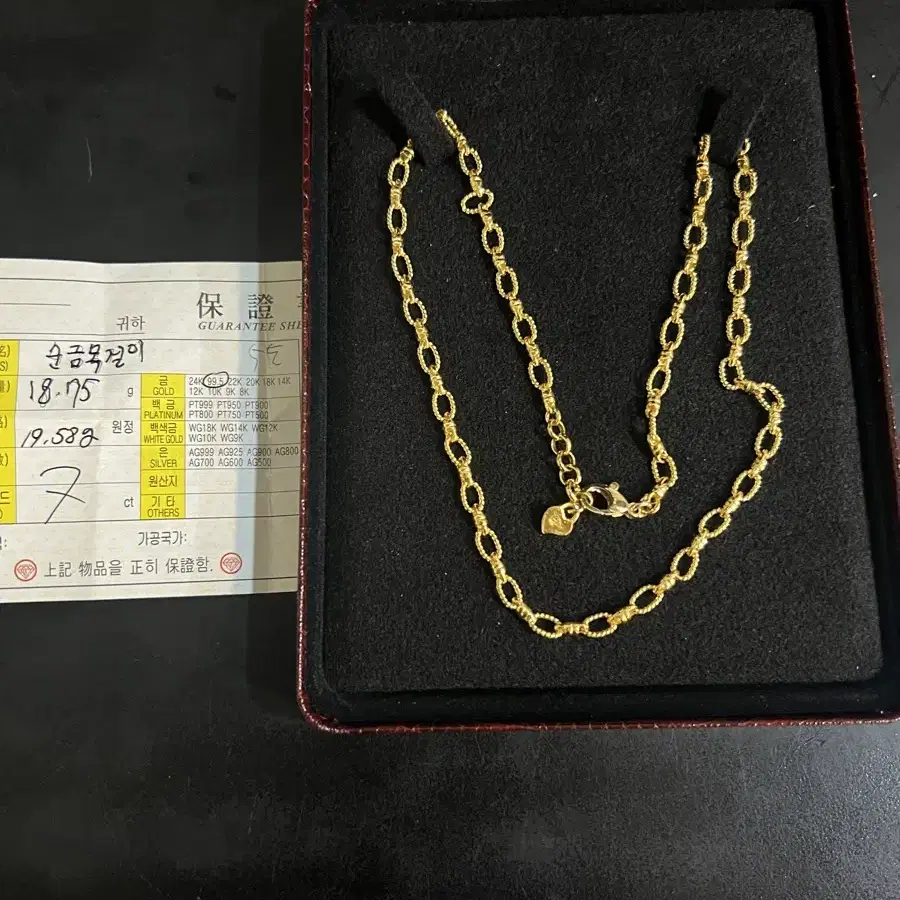 保證
귀하 GUARANTEE SHE
순금목걸이
18.75 g 금 24K 99.5 22K 20K 18K 14K
GOLD 12K 10K 9K 8K
백금 PT999 PT950 PT900
PLATINUM PT800 PT750 PT500
19.58g 원정 백색금 WG18K WG14K WG12K
WHITE GOLD WG10K WG9K
은 AG999 AG925 AG900 AG800
SILVER AG700 AG600 AG500
7 ct 원산지
드 기타
OTHERS
가공국가:
上記 物品을 正히 保證함.